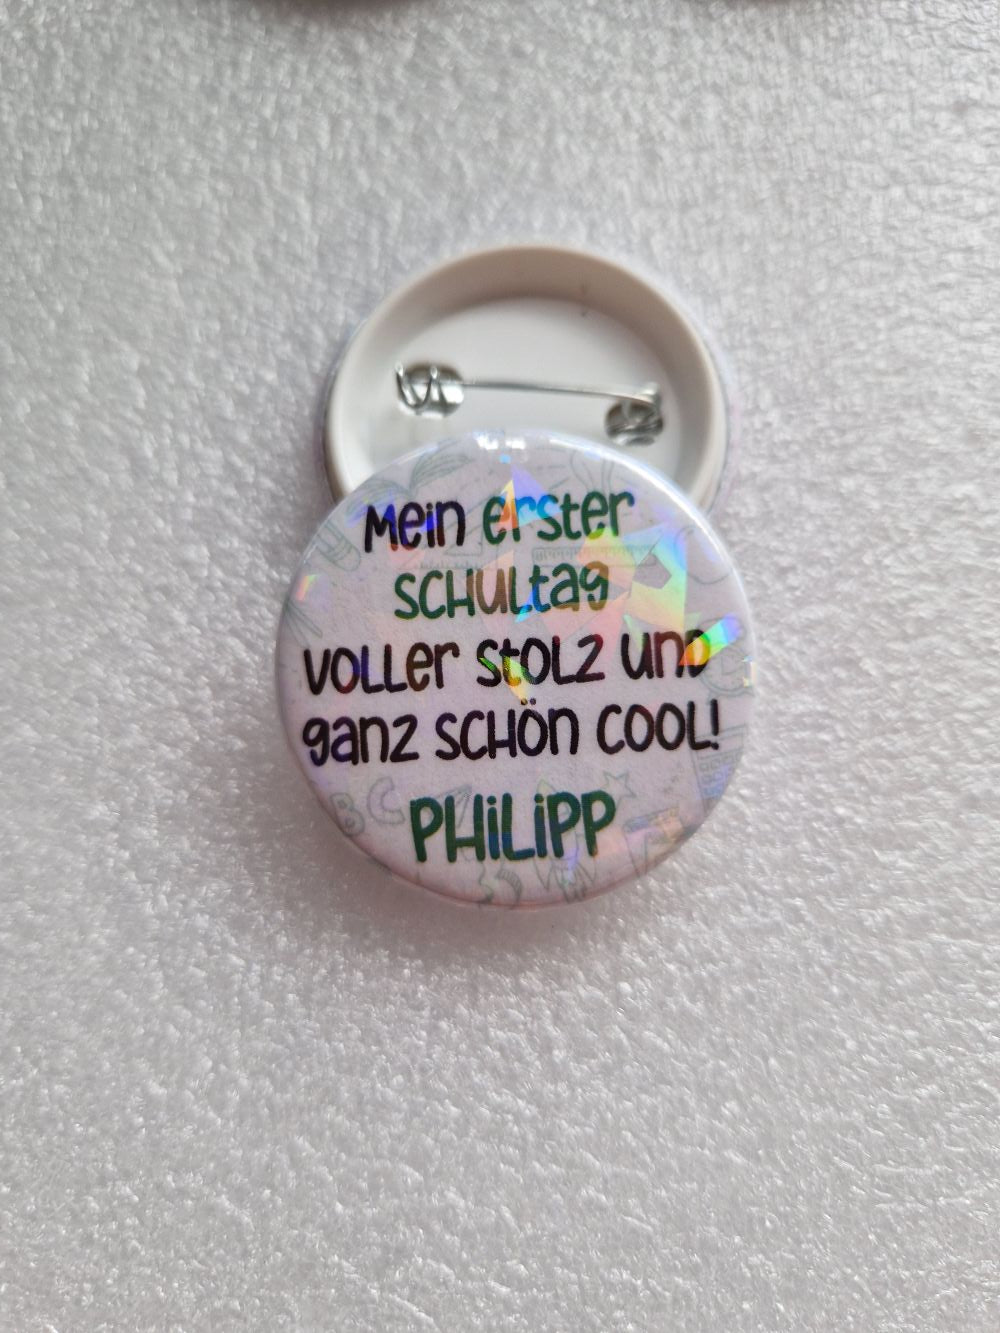 Mein erster
SCHULtag
VOLLer StOLZ und
ganz SCHÖn COOL!
PHiLiPP
B C